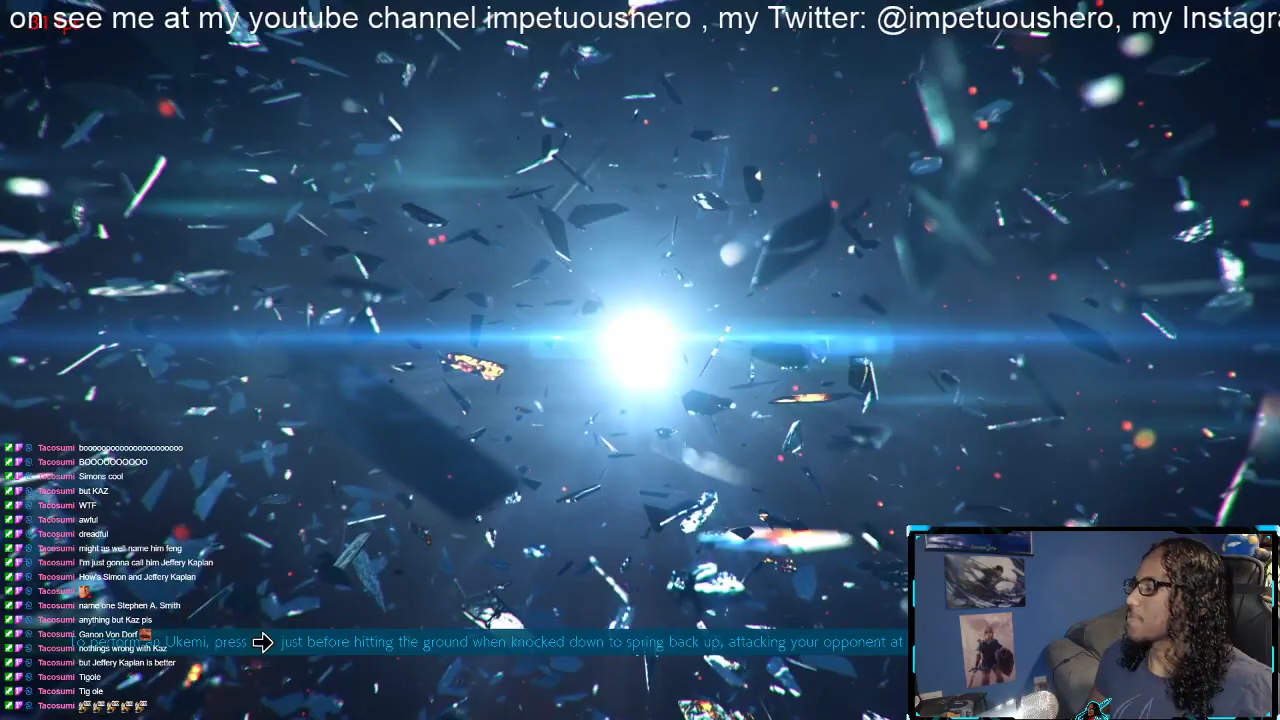 on see me at my youtube channel impetuoushero , my Twitter: @impetuoushero, my Instagra
31 fps
Tacosumi booooooooooooooooooooo
Tacosumi BOOOOOOOOOO
Tacosumi Simons cool
Tacosumi but KAZ
Tacosumi WTF
Tacosumi awful
Tacosumi dreadful
Tacosumi might as well name him feng
Tacosumi I'm just gonna call him Jeffery Kaplan
Tacosumi How's Simon and Jeffery Kaplan
Tacosumi
Tacosumi name one Stephen A. Smith
Tacosumi anything but Kaz pls
Tacosumi Ganon Von Dorf
To perform an Ukemi, press just before hitting the ground when knocked down to spring back up, attacking your opponent at
Tacosumi nothings wrong with Kaz
Tacosumi but Jeffery Kaplan is better
Tacosumi Tigole
Tacosumi Tig ole
Tacosumi